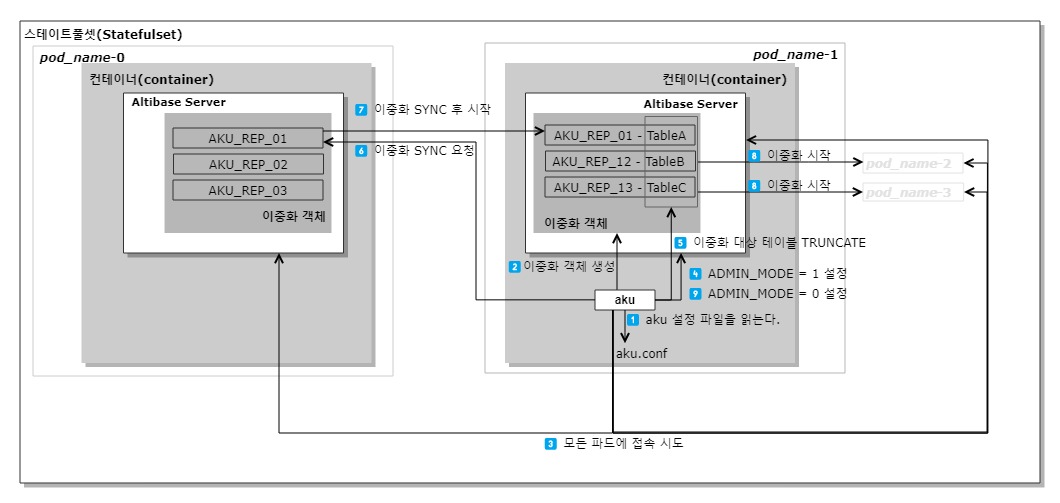 스테이트풀셋(Statefulset)
pod_name-0
컨테이너(container)
Altibase Server
AKU_REP_01
AKU_REP_02
AKU_REP_03
이중화 객체
7 이중화 SYNC 후 시작
6 이중화 SYNC 요청
pod_name-1
컨테이너(container)
Altibase Server
AKU_REP_01 - TableA
AKU_REP_12 - TableB
AKU_REP_13 - TableC
이중화 객체
8 이중화 시작
pod_name-2
8 이중화 시작
pod_name-3
5 이중화 대상 테이블 TRUNCATE
2 이중화 객체 생성
4 ADMIN_MODE = 1 설정
9 ADMIN_MODE = 0 설정
aku
1 aku 설정 파일을 읽는다.
aku.conf
3 모든 파드에 접속 시도